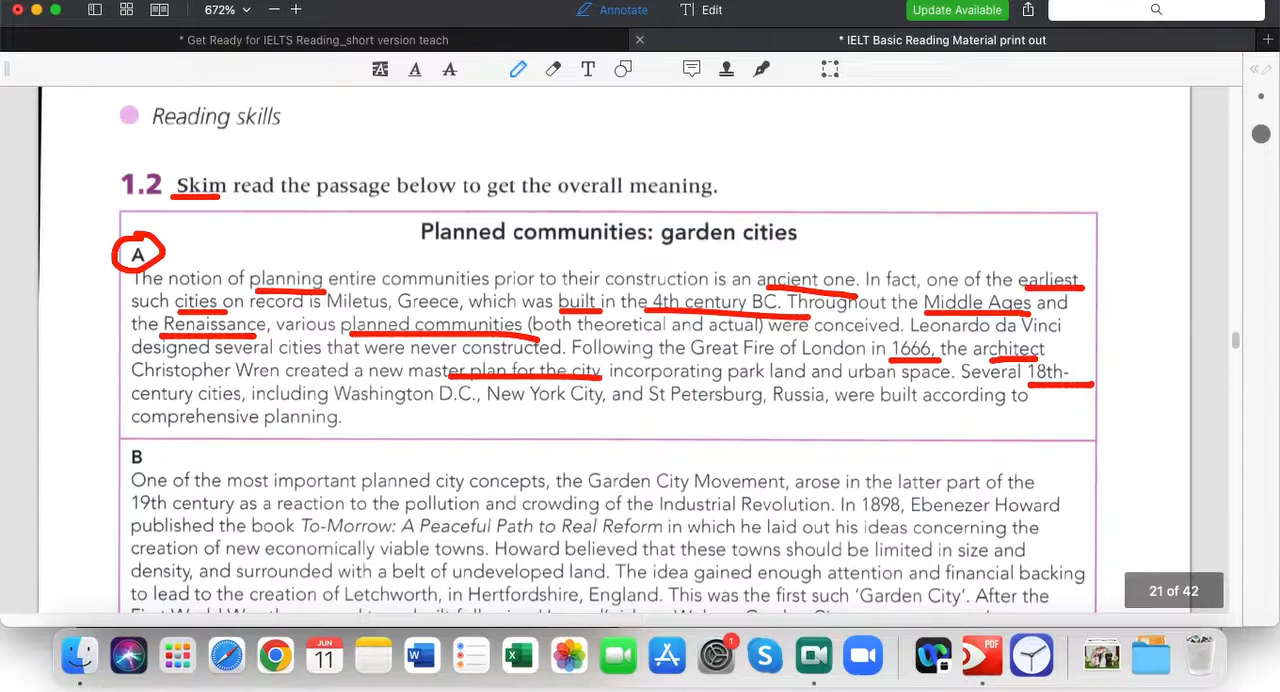 672%
Annotate
T Edit
Update Available
* Get Ready for IELTS Reading_short version teach
* IELT Basic Reading Material print out
Reading skills
1.2 Skim read the passage below to get the overall meaning.
Planned communities: garden cities
A
The notion of planning entire communities prior to their construction is an ancient one. In fact, one of the earliest
such cities on record is Miletus, Greece, which was built in the 4th century BC. Throughout the Middle Ages and
the Renaissance, various planned communities (both theoretical and actual) were conceived. Leonardo da Vinci
designed several cities that were never constructed. Following the Great Fire of London in 1666, the architect
Christopher Wren created a new master plan for the city, incorporating park land and urban space. Several 18th-
century cities, including Washington D.C., New York City, and St Petersburg, Russia, were built according to
comprehensive planning.
B
One of the most important planned city concepts, the Garden City Movement, arose in the latter part of the
19th century as a reaction to the pollution and crowding of the Industrial Revolution. In 1898, Ebenezer Howard
published the book To-Morrow: A Peaceful Path to Real Reform in which he laid out his ideas concerning the
creation of new economically viable towns. Howard believed that these towns should be limited in size and
density, and surrounded with a belt of undeveloped land. The idea gained enough attention and financial backing
to lead to the creation of Letchworth, in Hertfordshire, England. This was the first such 'Garden City'. After the
21 of 42
JUN
11
1
PDF